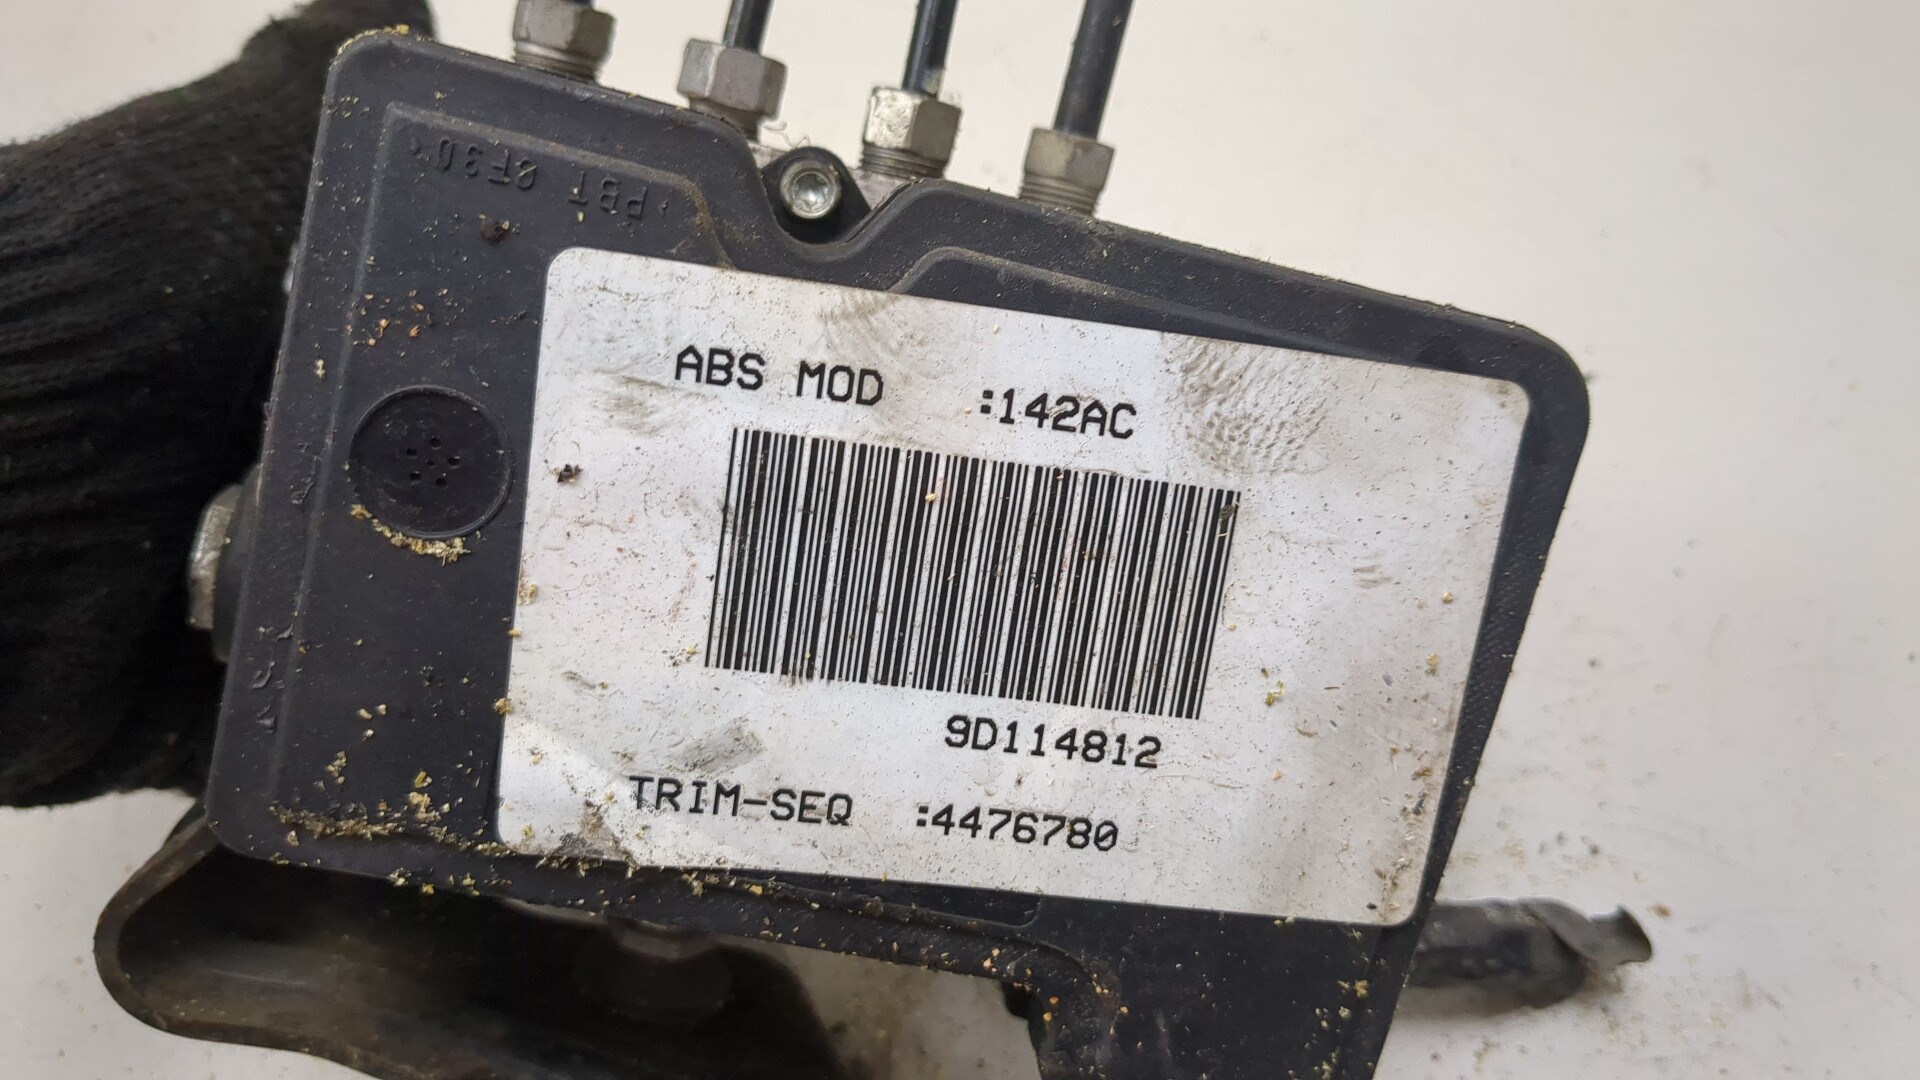 PBT GF30
ABS MOD :142AC
9D114812
TRIM-SEQ :4476780